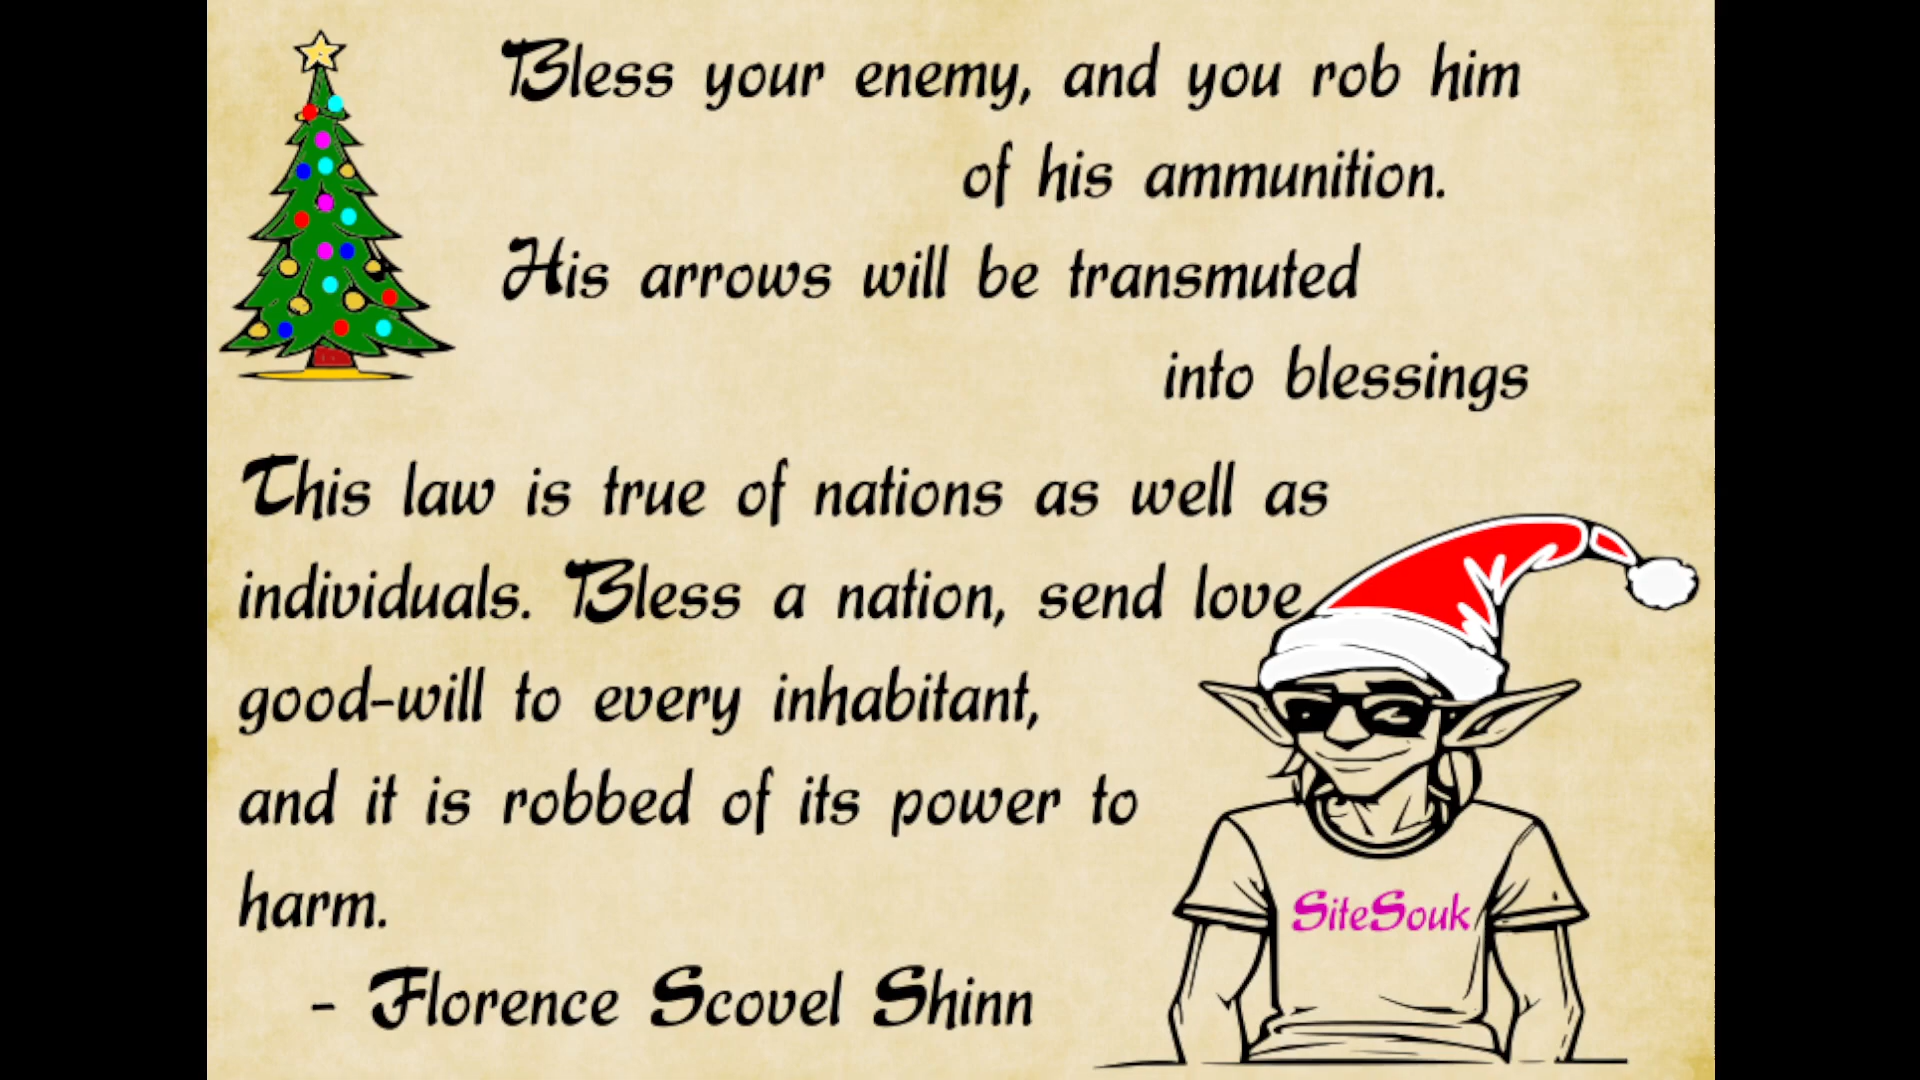 Bless your enemy, and you rob him
of his ammunition.
His arrows will be transmuted
into blessings
This law is true of nations as well as
individuals. Bless a nation, send love
good-will to every inhabitant,
and it is robbed of its power to
harm.
- Florence Scovel Shinn
SiteSouk